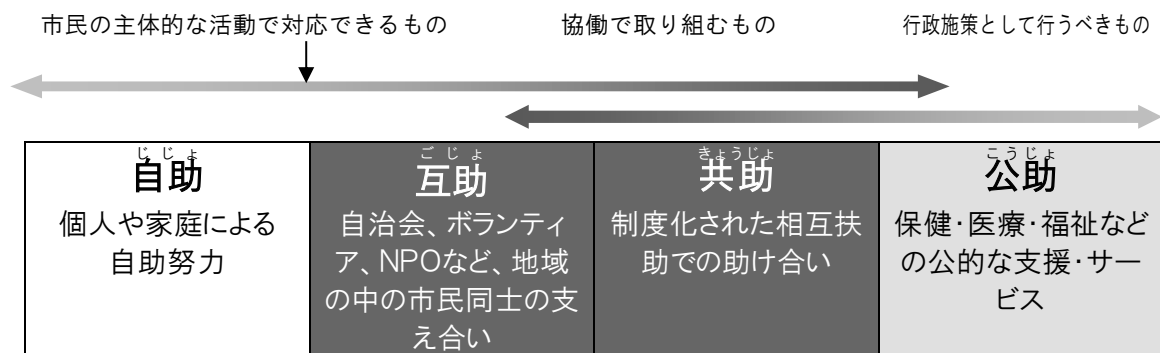 市民の主体的な活動で対応できるもの 協働で取り組むもの 行政施策として行うべきもの
じじょ
自助
個人や家庭による
自助努力
ごじょ
互助
自治会、ボランティ
ア、NPOなど、地域
の中の市民同士の支
え合い
きょうじょ
共助
制度化された相互扶
助での助け合い
こうじょ
公助
保健・医療・福祉など
の公的な支援・サー
ビス